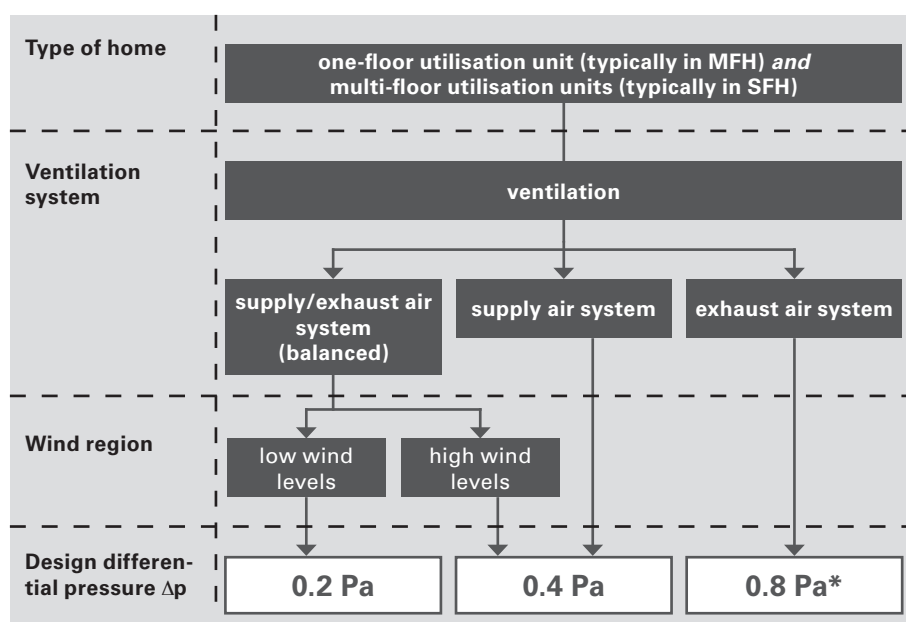 Type of home
one-floor utilisation unit (typically in MFH) and
multi-floor utilisation units (typically in SFH)
Ventilation
system
ventilation
supply/exhaust air
system
(balanced)
supply air system
exhaust air system
Wind region
low wind
levels
high wind
levels
Design differen-
tial pressure Δp
0.2 Pa
0.4 Pa
0.8 Pa*